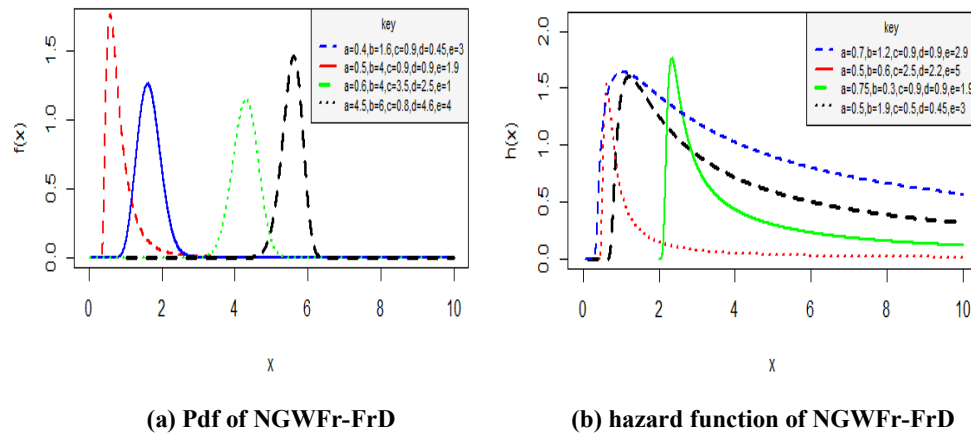 key
a=0.4,b=1.6,c=0.9,d=0.45,e=3
a=0.5,b=4,c=0.9,d=0.9,e=1.9
a=0.6,b=4,c=3.5,d=2.5,e=1
a=4.5,b=6,c=0.8,d=4.6,e=4
f(x)
0.0 0.5 1.0 1.5
0 2 4 6 8 10
X
(a) Pdf of NGWFr-FrD
key
a=0.7,b=1.2,c=0.9,d=0.9,e=2.9
a=0.5,b=0.6,c=2.5,d=2.2,e=5
a=0.75,b=0.3,c=0.9,d=0.9,e=1.9
a=0.5,b=1.9,c=0.5,d=0.45,e=3
h(x)
0.0 0.5 1.0 1.5 2.0
0 2 4 6 8 10
X
(b) hazard function of NGWFr-FrD